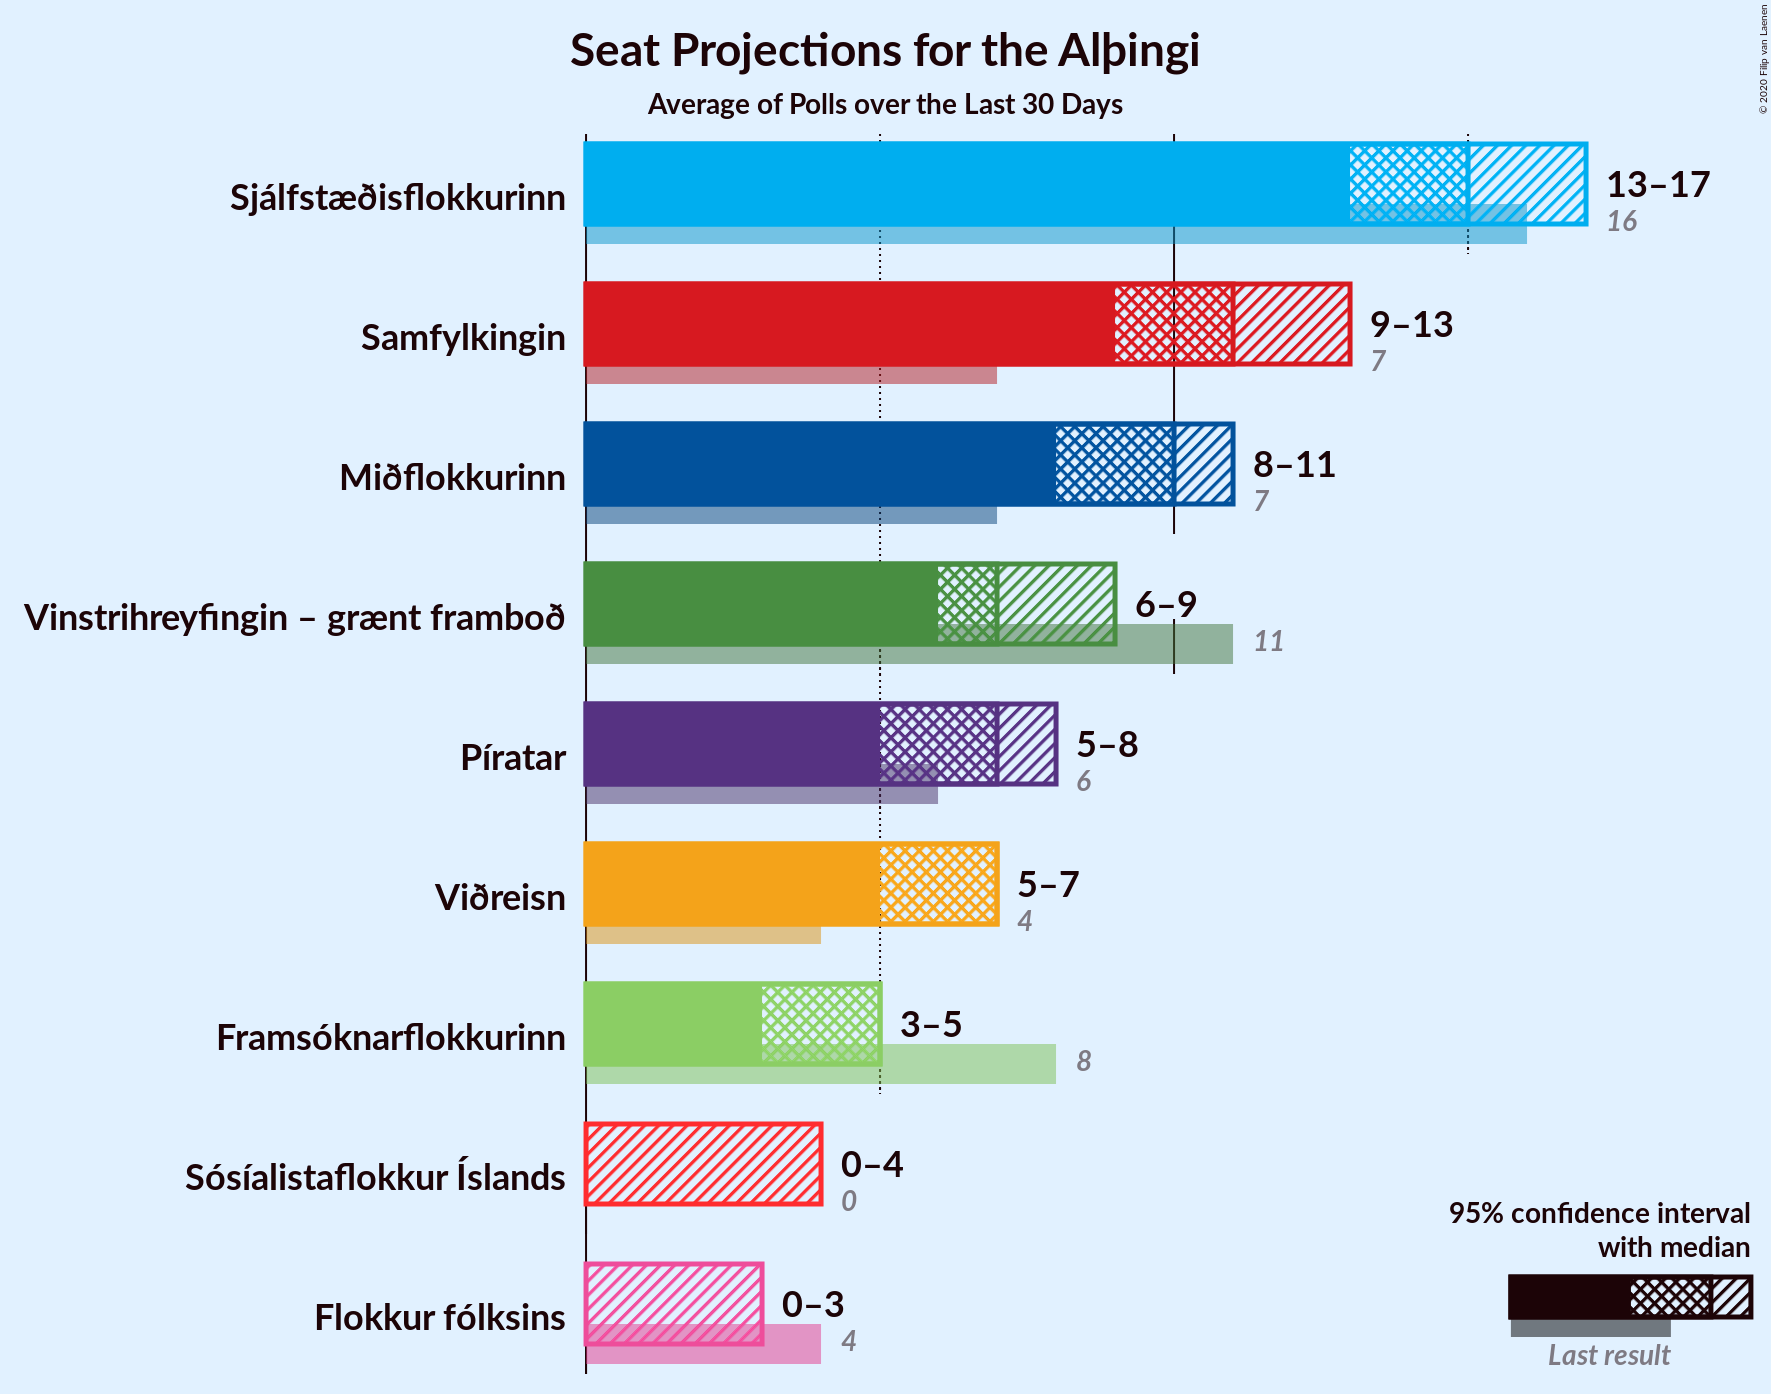 Seat Projections for the Alþingi
Average of Polls over the Last 30 Days
© 2020 Filip van Laenen
Sjálfstæðisflokkurinn
13–17
16
Samfylkingin
9–13
7
Miðflokkurinn
8–11
7
Vinstrihreyfingin – grænt framboð
6–9
11
Píratar
5–8
6
Viðreisn
5–7
4
Framsóknarflokkurinn
3–5
8
Sósíalistaflokkur Íslands
0–4
0
Flokkur fólksins
0–3
4
95% confidence interval
with median
Last result